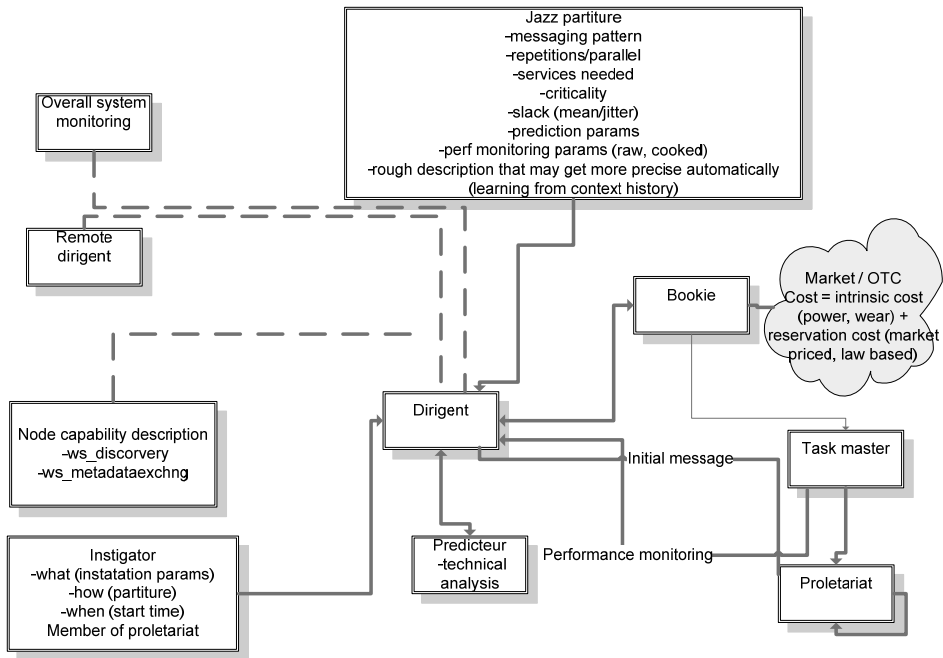 Jazz partiture
-messaging pattern
-repetitions/parallel
-services needed
-criticality
-slack (mean/jitter)
-prediction params
-perf monitoring params (raw, cooked)
-rough description that may get more precise automatically
(learning from context history)
Overall system
monitoring
Remote
dirigent
Bookie
Market / OTC
Cost = intrinsic cost
(power, wear) +
reservation cost (market
priced, law based)
Dirigent
Node capability description
-ws_discorvery
-ws_metadataexchng
Initial message
Task master
Instigator
-what (instatation params)
-how (partiture)
-when (start time)
Member of proletariat
Predicteur
-technical
analysis
Performance monitoring
Proletariat